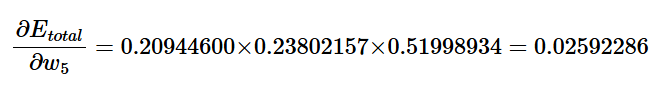 ∂E_total/∂w_5 = 0.20944600×0.23802157×0.51998934 = 0.02592286